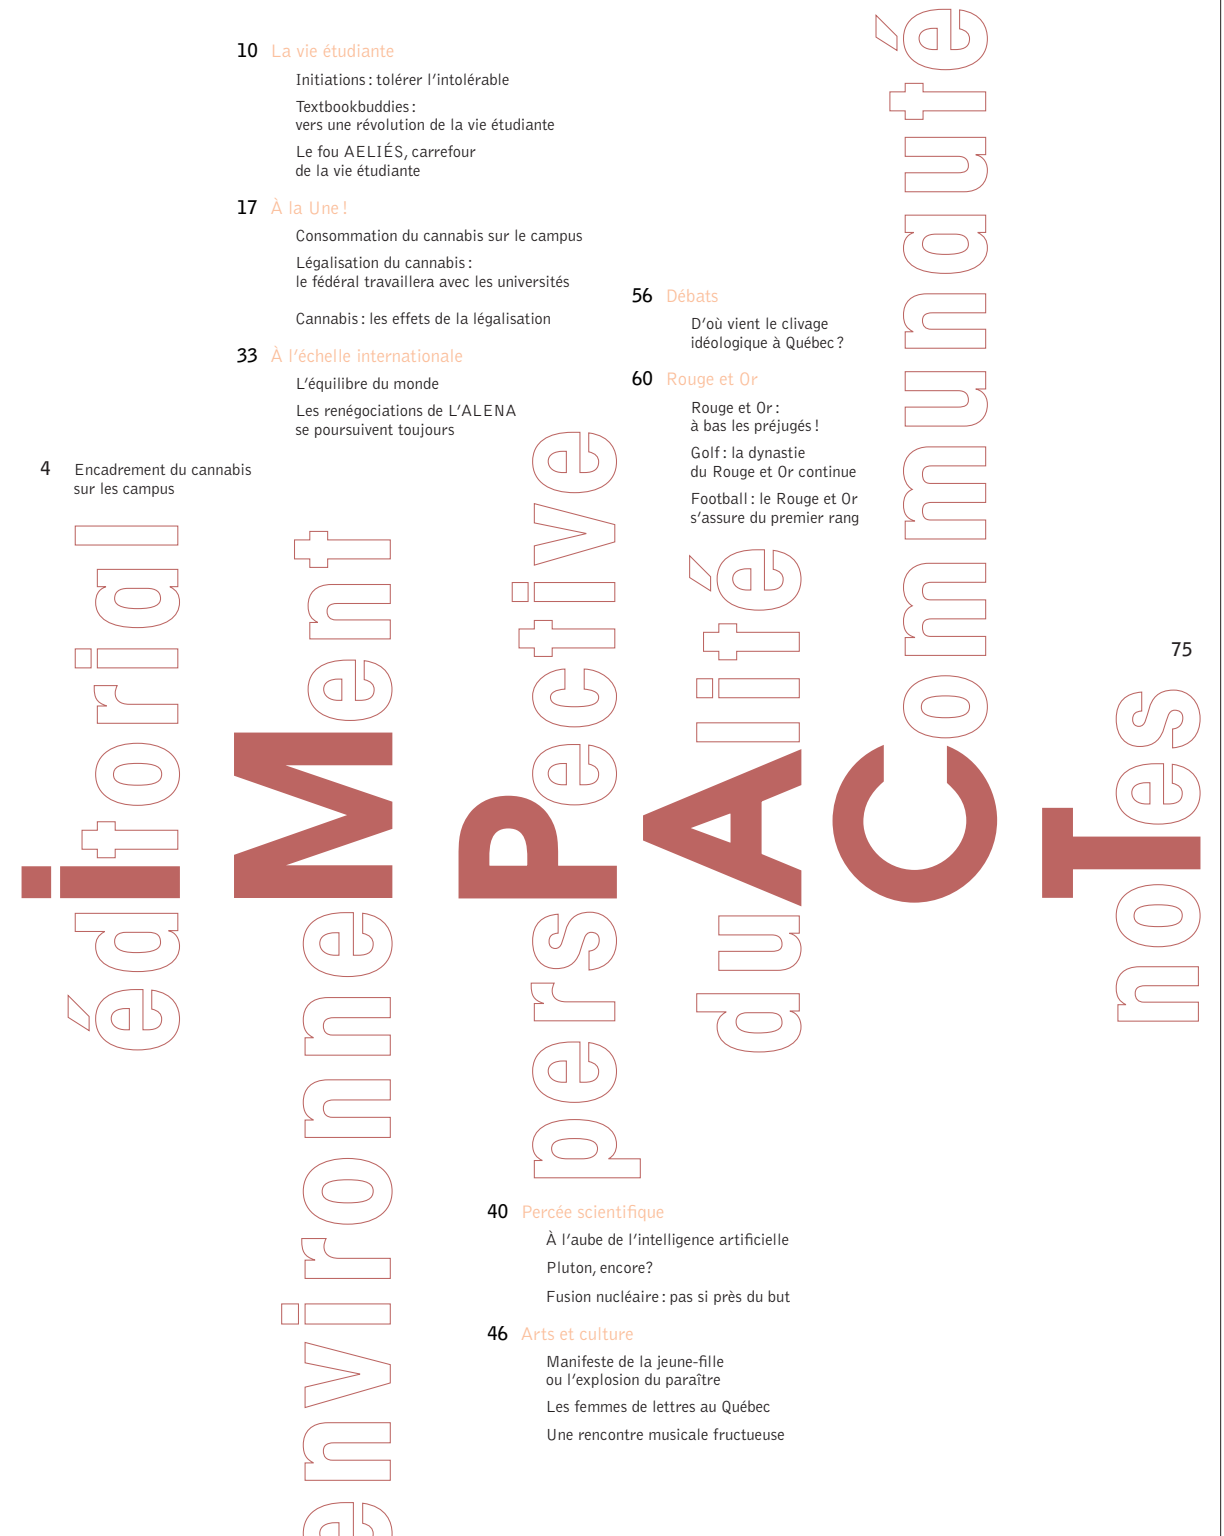 10 La vie étudiante
Initiations : tolérer l’intolérable
Textbookbuddies :
vers une révolution de la vie étudiante
Le fou AELIÉS, carrefour
de la vie étudiante
17 À la Une !
Consommation du cannabis sur le campus
Légalisation du cannabis :
le fédéral travaillera avec les universités
Cannabis : les effets de la légalisation
33 À l’échelle internationale
L’équilibre du monde
Les renégociations de L’ALENA
se poursuivent toujours
56 Débats
D’où vient le clivage
idéologique à Québec ?
60 Rouge et Or
Rouge et Or :
à bas les préjugés !
Golf : la dynastie
du Rouge et Or continue
Football : le Rouge et Or
s’assure du premier rang
4 Encadrement du cannabis
sur les campus
75
éditorial
environneMent
persPective
duAlité
Communauté
noTes
40 Percée scientifique
À l’aube de l’intelligence artificielle
Pluton, encore?
Fusion nucléaire : pas si près du but
46 Arts et culture
Manifeste de la jeune-fille
ou l’explosion du paraître
Les femmes de lettres au Québec
Une rencontre musicale fructueuse